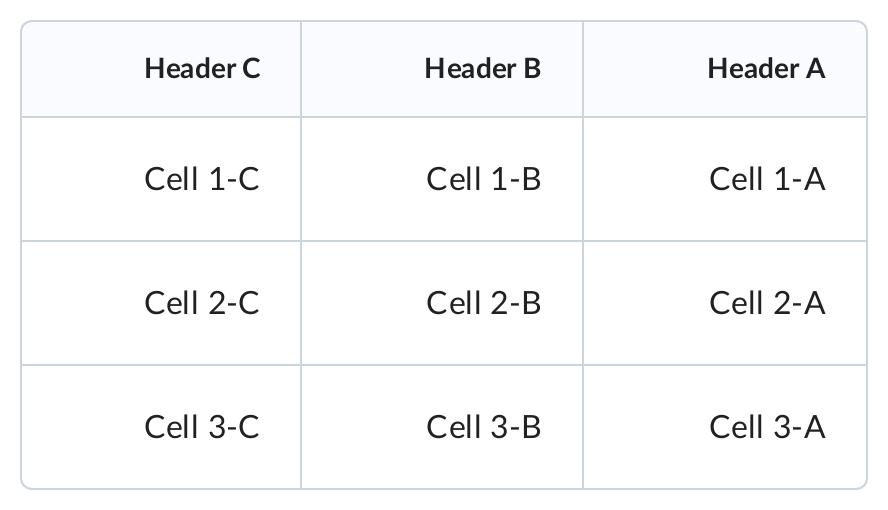 Header C Header B Header A
Cell 1-C Cell 1-B Cell 1-A
Cell 2-C Cell 2-B Cell 2-A
Cell 3-C Cell 3-B Cell 3-A